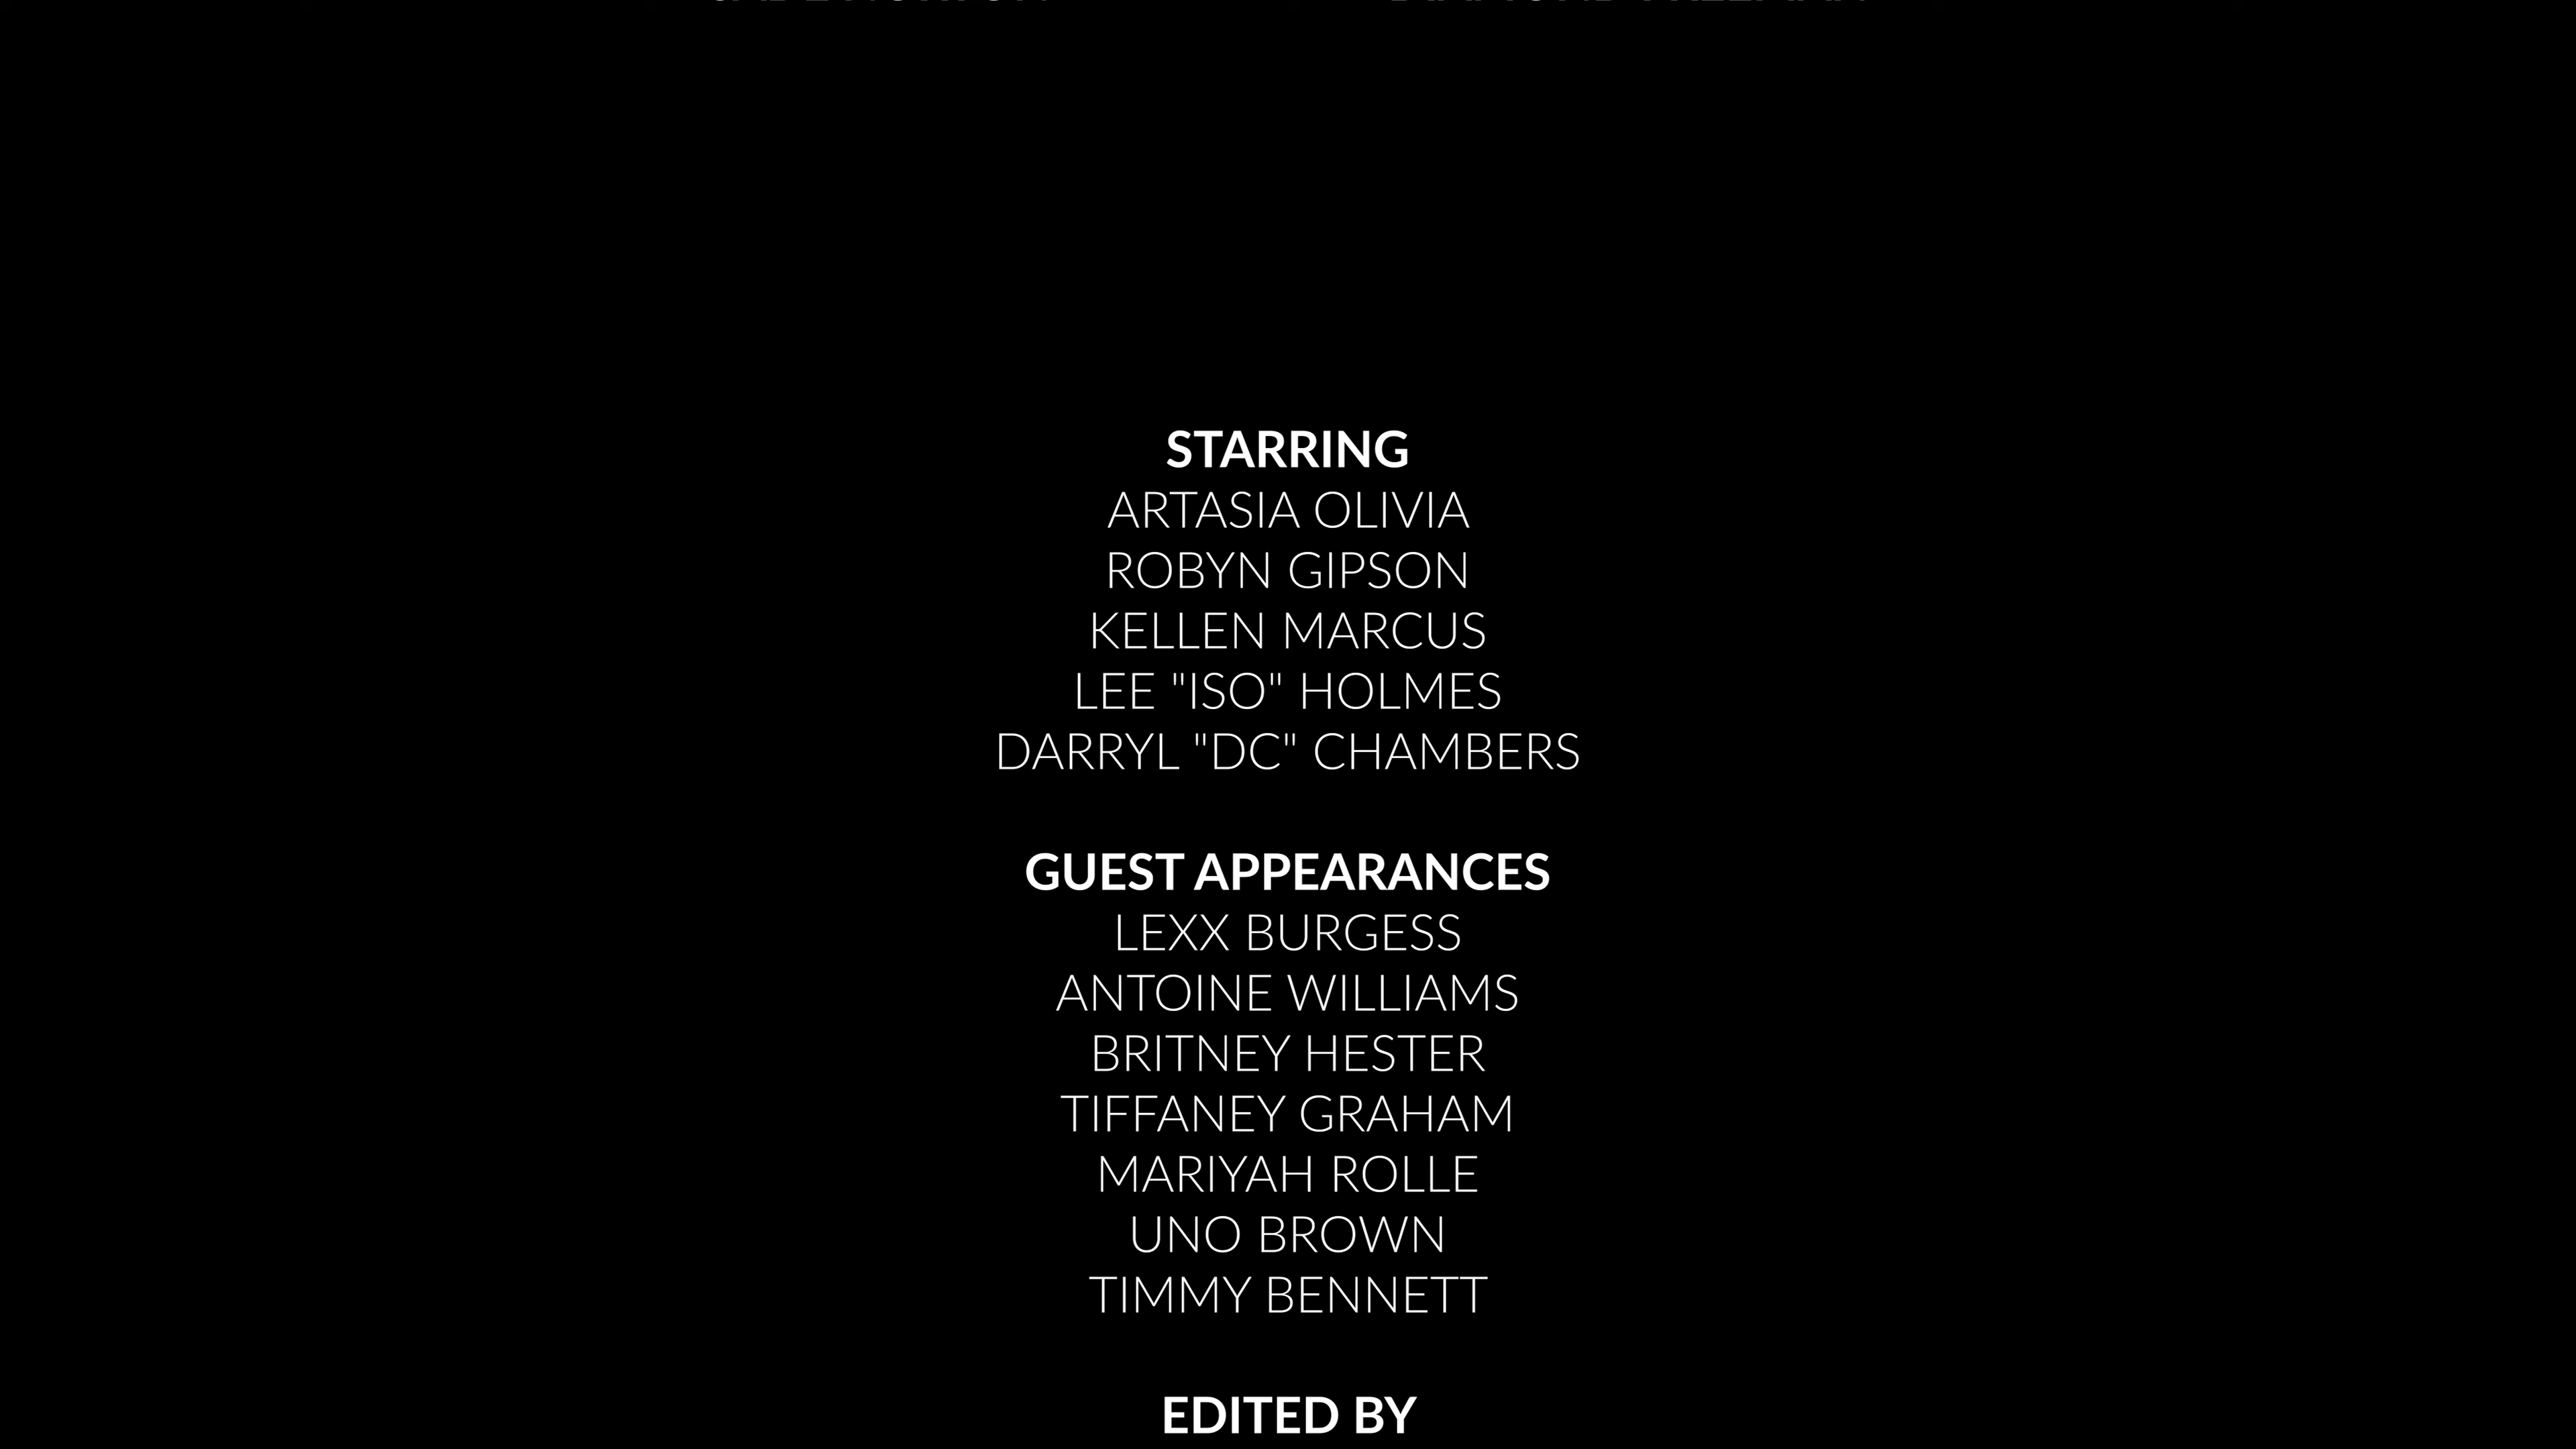 STARRING
ARTASIA OLIVIA
ROBYN GIPSON
KELLEN MARCUS
LEE "ISO" HOLMES
DARRYL "DC" CHAMBERS
GUEST APPEARANCES
LEXX BURGESS
ANTOINE WILLIAMS
BRITNEY HESTER
TIFFANEY GRAHAM
MARIYAH ROLLE
UNO BROWN
TIMMY BENNETT
EDITED BY